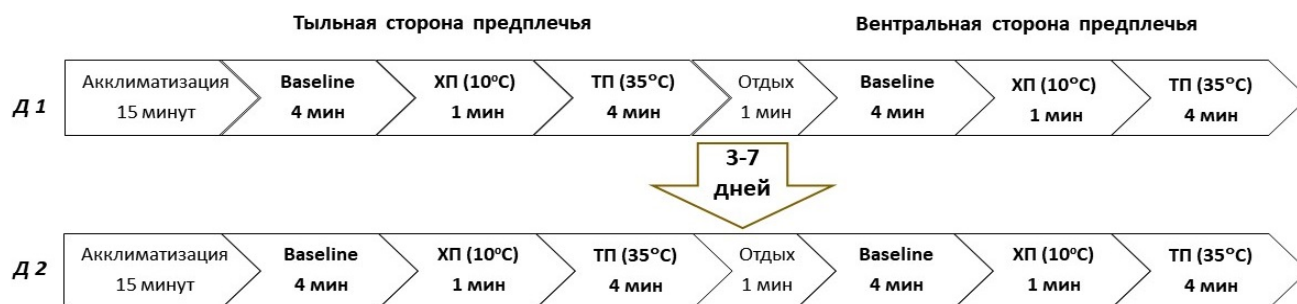 Тыльная сторона предплечья
Вентральная сторона предплечья
Д 1
Акклиматизация
15 минут
Baseline
4 мин
ХП (10°С)
1 мин
ТП (35°С)
4 мин
Отдых
1 мин
Baseline
4 мин
ХП (10°С)
1 мин
ТП (35°С)
4 мин
3-7
дней
Д 2
Акклиматизация
15 минут
Baseline
4 мин
ХП (10°С)
1 мин
ТП (35°С)
4 мин
Отдых
1 мин
Baseline
4 мин
ХП (10°С)
1 мин
ТП (35°С)
4 мин